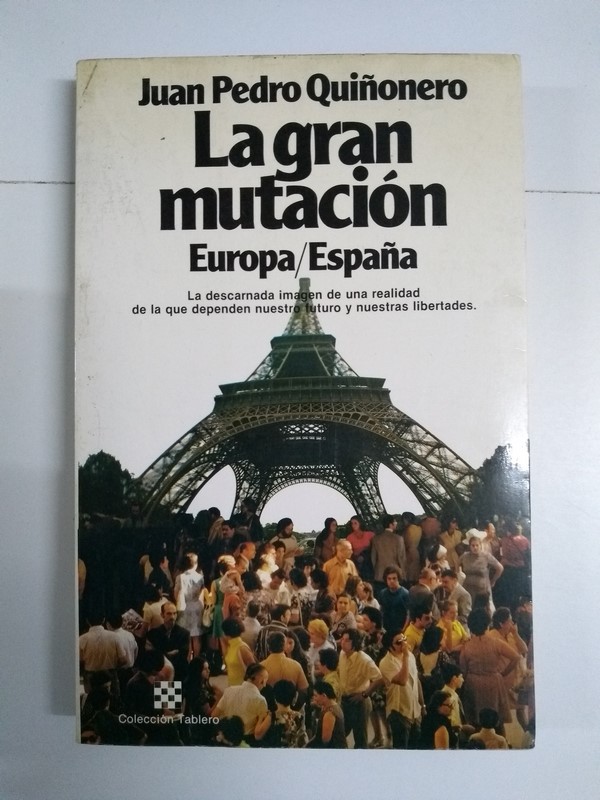 Juan Pedro Quiñonero
La gran
mutación
Europa/España
La descarnada imagen de una realidad
de la que dependen nuestro futuro y nuestras libertades.
Colección Tablero